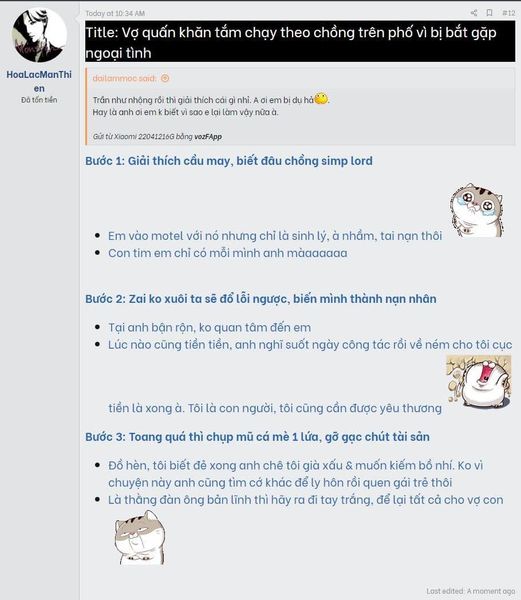 Today at 10:34 AM
#12
Title: Vợ quấn khăn tắm chạy theo chồng trên phố vì bị bắt gặp
ngoại tình
HoaLacManThi
en
Đã tốn tiền
dailammoc said:
Trần như nhộng rồi thì giải thích cái gì nhỉ. A ơi em bị dụ hả.
Hay là anh ơi em k biết vì sao e lại làm vậy nữa à.
Gửi từ Xiaomi 22041216G bằng vozFApp
Bước 1: Giải thích cầu may, biết đâu chồng simp lord
Em vào motel với nó nhưng chỉ là sinh lý, à nhầm, tai nạn thôi
Con tim em chỉ có mỗi mình anh màaaaaaa
Bước 2: Zai ko xuôi ta sẽ đổ lỗi ngược, biến mình thành nạn nhân
Tại anh bận rộn, ko quan tâm đến em
Lúc nào cũng tiền tiền, anh nghĩ suốt ngày công tác rồi về ném cho tôi cục
tiền là xong à. Tôi là con người, tôi cũng cần được yêu thương
Bước 3: Toang quá thì chụp mũ cá mè 1 lứa, gỡ gạc chút tài sản
Đồ hèn, tôi biết đẻ xong anh chê tôi già xấu & muốn kiếm bồ nhí. Ko vì
chuyện này anh cũng tìm cớ khác để ly hôn rồi quen gái trẻ thôi
Là thằng đàn ông bản lĩnh thì hãy ra đi tay trắng, để lại tất cả cho vợ con
Last edited: A moment ago